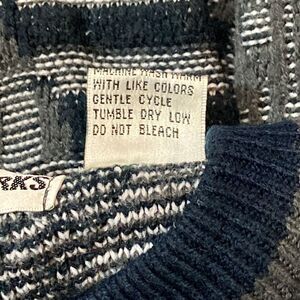 MACHINE WASH WARM
WITH LIKE COLORS
GENTLE CYCLE
TUMBLE DRY LOW
DO NOT BLEACH